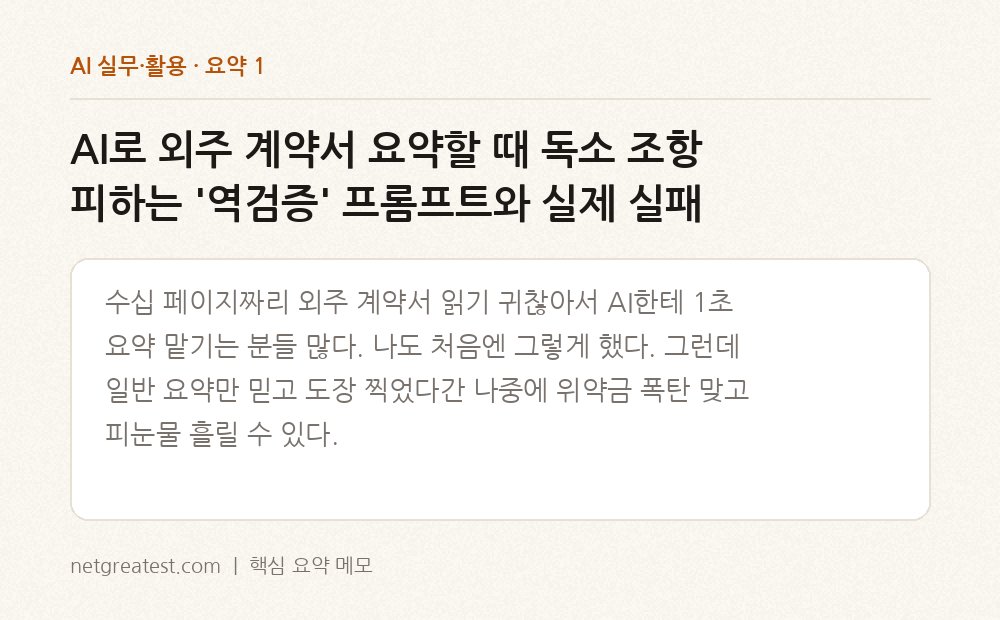 AI 실무·활용 · 요약 1
AI로 외주 계약서 요약할 때 독소 조항
피하는 '역검증' 프롬프트와 실제 실패
수십 페이지짜리 외주 계약서 읽기 귀찮아서 AI한테 1초
요약 맡기는 분들 많다. 나도 처음엔 그렇게 했다. 그런데
일반 요약만 믿고 도장 찍었다간 나중에 위약금 폭탄 맞고
피눈물 흘릴 수 있다.
netgreatest.com | 핵심 요약 메모